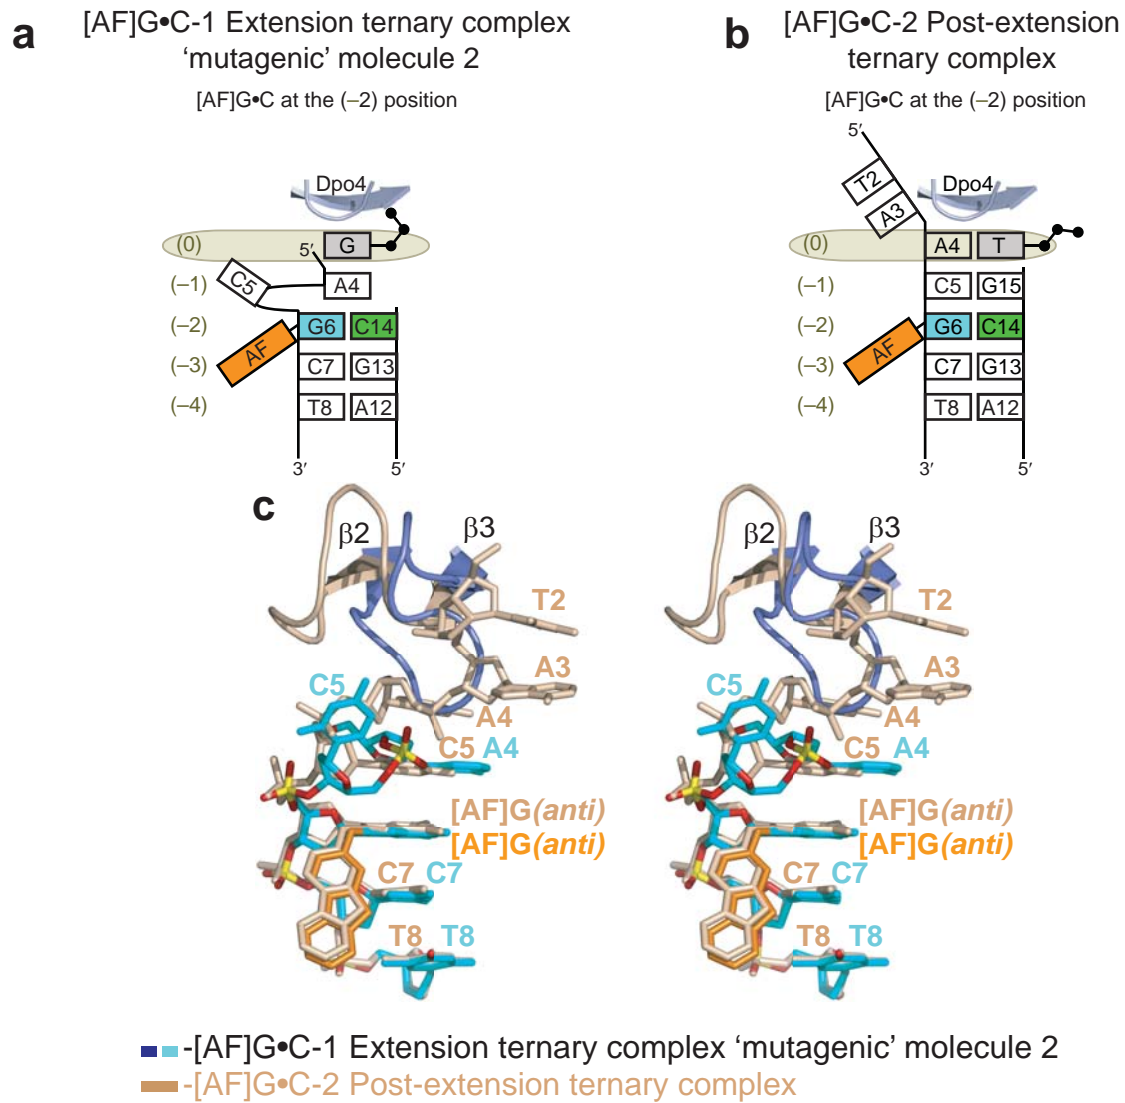 a
[AF]G•C-1 Extension ternary complex
‘mutagenic’ molecule 2
[AF]G•C at the (–2) position
Dpo4
(0)
5′
G
(–1)
C5
A4
(–2)
G6
C14
AF
(–3)
C7
G13
(–4)
T8
A12
3′
5′
b
[AF]G•C-2 Post-extension
ternary complex
[AF]G•C at the (–2) position
5′
T2
A3
Dpo4
(0)
A4
T
(–1)
C5
G15
(–2)
G6
C14
AF
(–3)
C7
G13
(–4)
T8
A12
3′
5′
c
β2
β3
T2
A3
C5
A4
C5 A4
[AF]G(anti)
[AF]G(anti)
C7 C7
T8 T8
β2
β3
T2
A3
C5
A4
C5 A4
[AF]G(anti)
[AF]G(anti)
C7 C7
T8 T8
-[AF]G•C-1 Extension ternary complex ‘mutagenic’ molecule 2
-[AF]G•C-2 Post-extension ternary complex